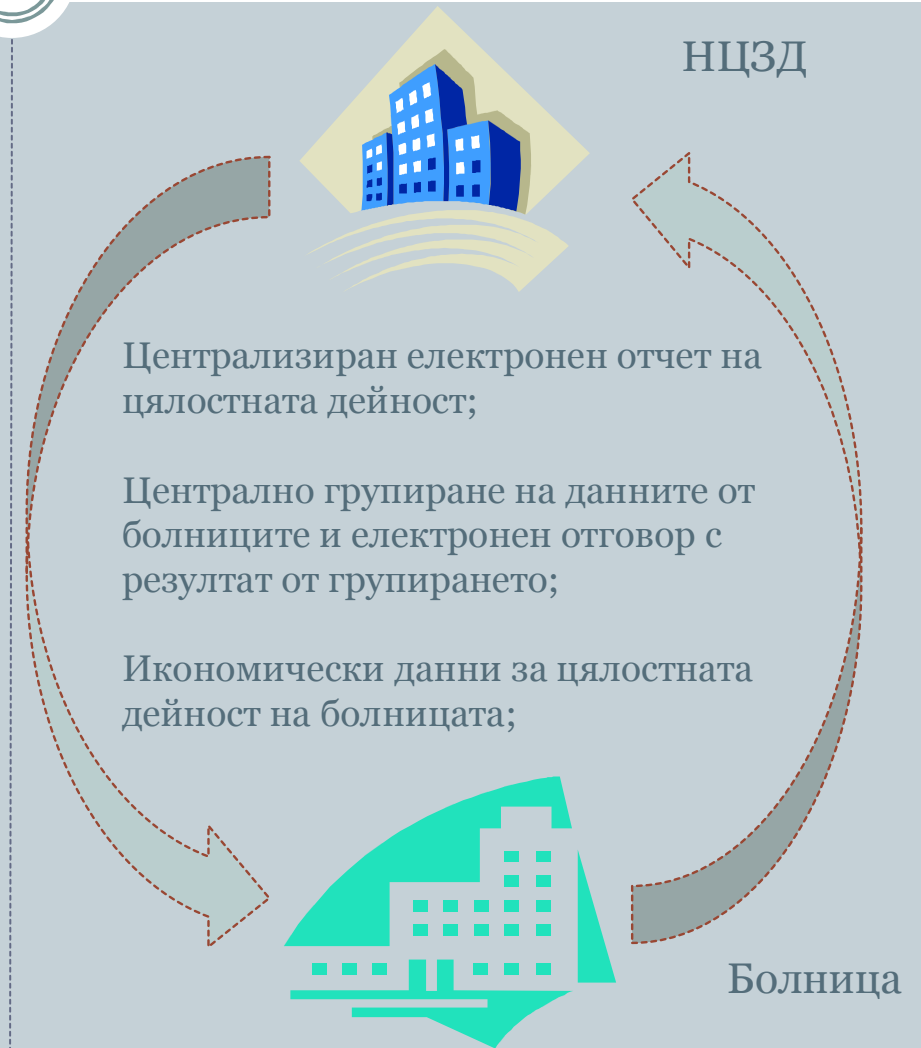 НЦЗД
Централизиран електронен отчет на
цялостната дейност;
Централно групиране на данните от
болниците и електронен отговор с
резултат от групирането;
Икономически данни за цялостната
дейност на болницата;
Болница